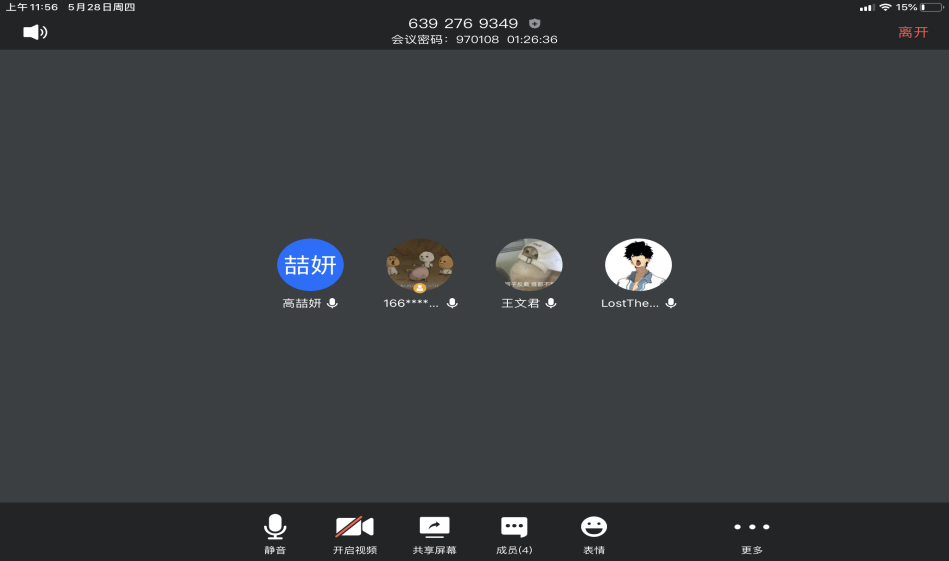 上午11:56 5月28日周四
15%
639 276 9349
会议密码：970108 01:26:36
离开
喆妍
高喆妍
166****...
王文君
LostThe...
静音
开启视频
共享屏幕
成员(4)
表情
更多